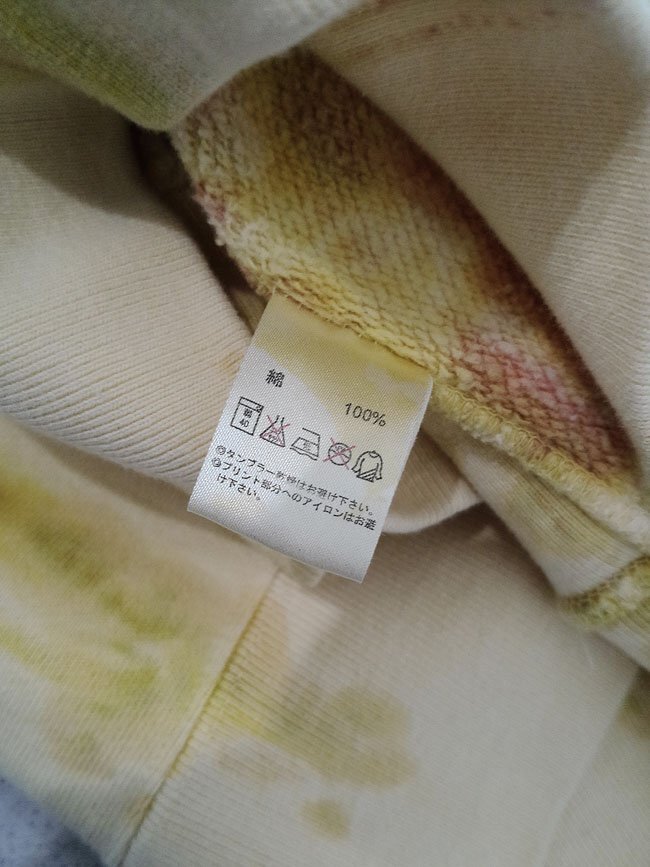 綿
100%
弱
40
◎タンブラー乾燥はお避け下さい。
◎プリント部分へのアイロンはお避
け下さい。